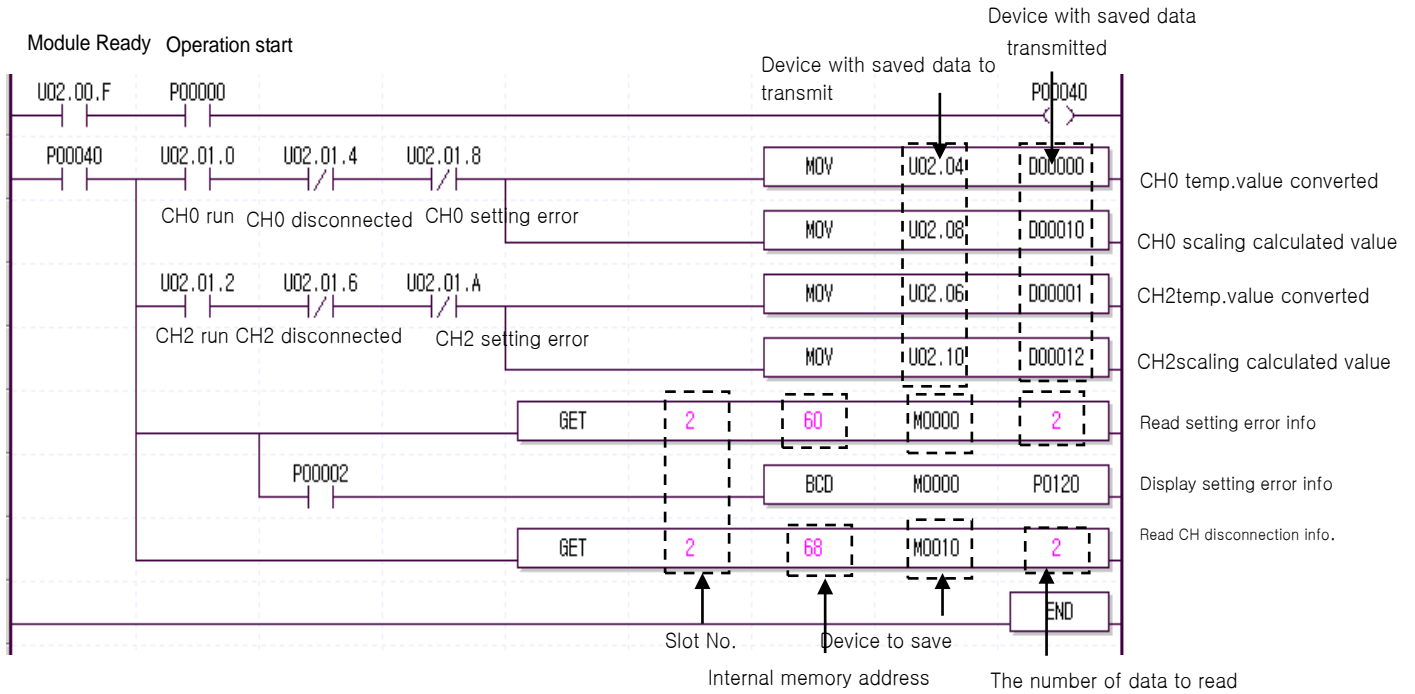 Device with saved data
transmitted
Module Ready Operation start
Device with saved data to
transmit
U02.00.F P00000 P00040
P00040 U02.01.0 U02.01.4 U02.01.8 MOV U02.04 D00000
CH0 temp.value converted
CH0 run CH0 disconnected CH0 setting error
MOV U02.08 D00010
CH0 scaling calculated value
U02.01.2 U02.01.6 U02.01.A MOV U02.06 D00001
CH2temp.value converted
CH2 run CH2 disconnected CH2 setting error
MOV U02.10 D00012
CH2scaling calculated value
GET 2 60 M0000 2
Read setting error info
P00002 BCD M0000 P0120
Display setting error info
GET 2 68 M0010 2
Read CH disconnection info.
END
Slot No. Device to save
Internal memory address The number of data to read